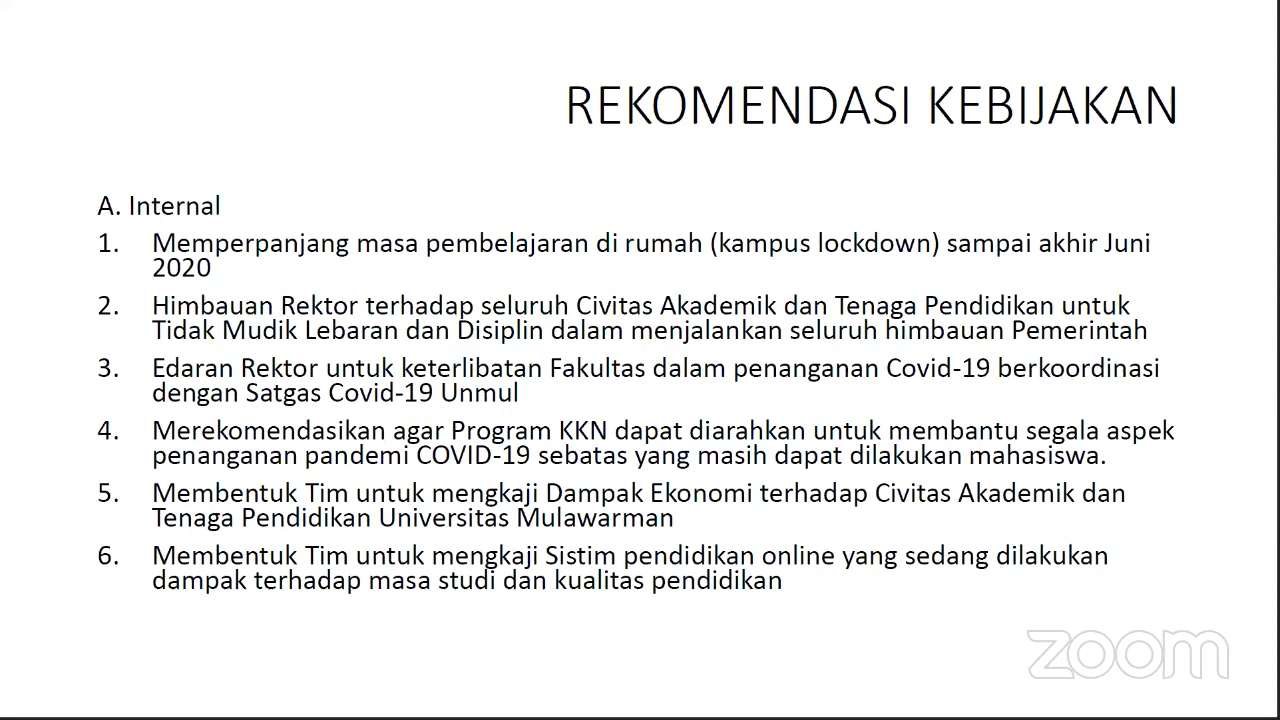 REKOMENDASI KEBIJAKAN
A. Internal
1. Memperpanjang masa pembelajaran di rumah (kampus lockdown) sampai akhir Juni
2020
2. Himbauan Rektor terhadap seluruh Civitas Akademik dan Tenaga Pendidikan untuk
Tidak Mudik Lebaran dan Disiplin dalam menjalankan seluruh himbauan Pemerintah
3. Edaran Rektor untuk keterlibatan Fakultas dalam penanganan Covid-19 berkoordinasi
dengan Satgas Covid-19 Unmul
4. Merekomendasikan agar Program KKN dapat diarahkan untuk membantu segala aspek
penanganan pandemi COVID-19 sebatas yang masih dapat dilakukan mahasiswa.
5. Membentuk Tim untuk mengkaji Dampak Ekonomi terhadap Civitas Akademik dan
Tenaga Pendidikan Universitas Mulawarman
6. Membentuk Tim untuk mengkaji Sistim pendidikan online yang sedang dilakukan
dampak terhadap masa studi dan kualitas pendidikan
zoom